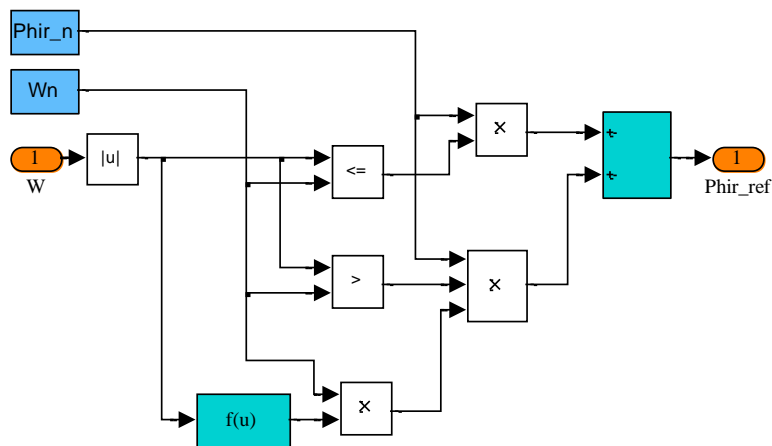 Phir_n
Wn
1
W
|u|
<=
>
f(u)
×
×
×
+
+
1
Phir_ref